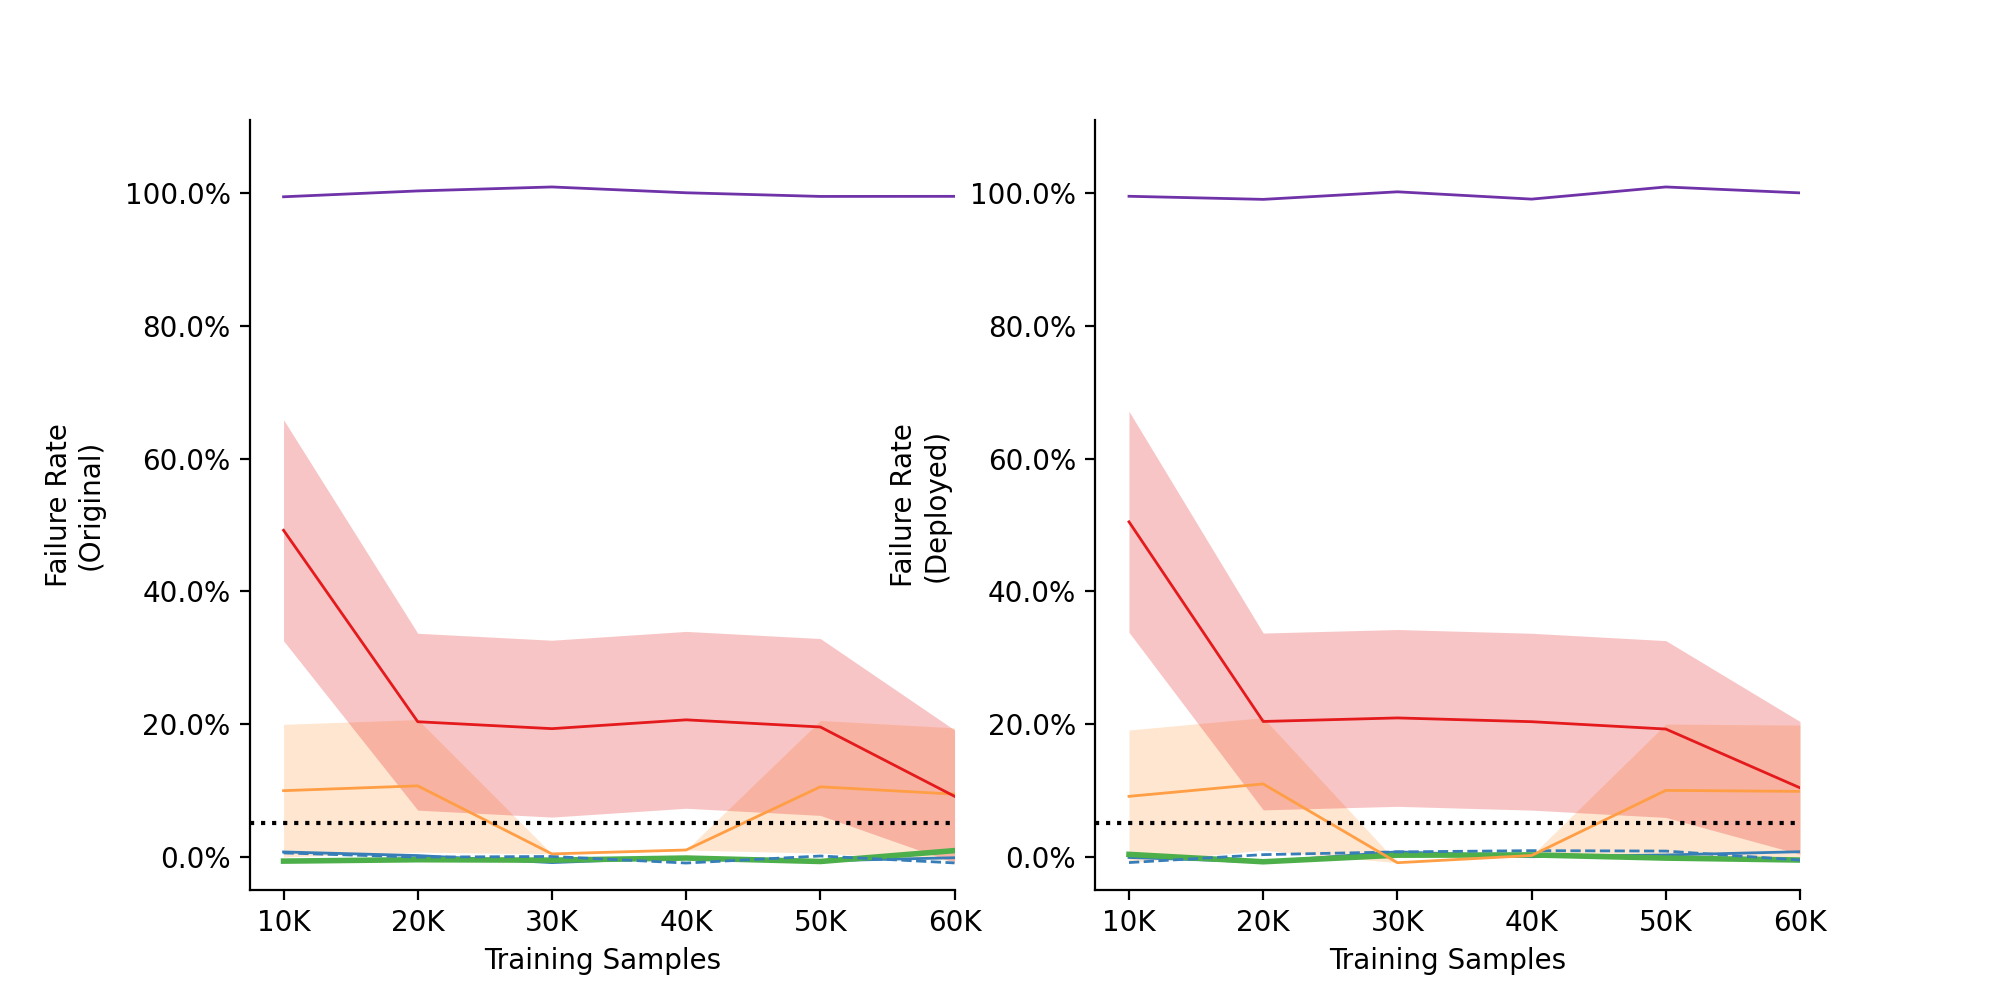 100.0%
80.0%
60.0%
40.0%
20.0%
0.0%
Failure Rate
(Original)
10K
20K
30K
40K
50K
60K
Training Samples
100.0%
80.0%
60.0%
40.0%
20.0%
0.0%
Failure Rate
(Deployed)
10K
20K
30K
40K
50K
60K
Training Samples